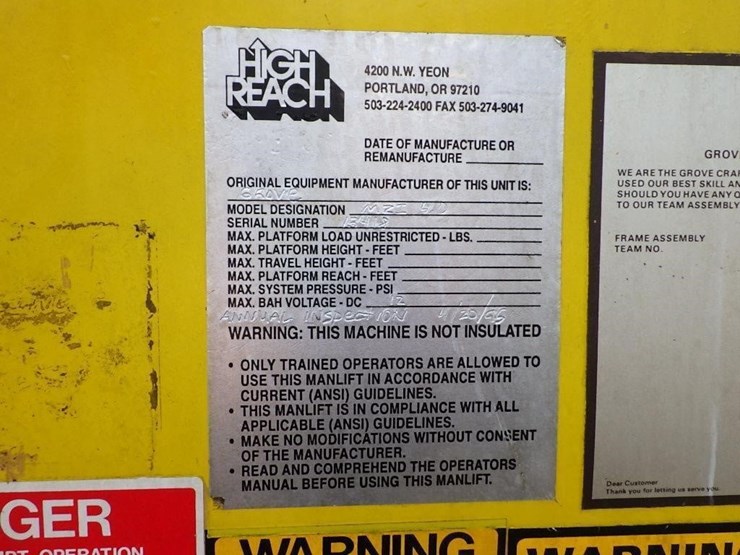 HIGH
REACH
4200 N.W. YEON
PORTLAND, OR 97210
503-224-2400 FAX 503-274-9041
DATE OF MANUFACTURE OR
REMANUFACTURE
ORIGINAL EQUIPMENT MANUFACTURER OF THIS UNIT IS:
GROVE
MODEL DESIGNATION
SERIAL NUMBER
MAX. PLATFORM LOAD UNRESTRICTED - LBS.
MAX. PLATFORM HEIGHT - FEET
MAX. TRAVEL HEIGHT - FEET
MAX. PLATFORM REACH - FEET
MAX. SYSTEM PRESSURE - PSI
MAX. BAH VOLTAGE - DC 12
ANNUAL INSPECTION
WARNING: THIS MACHINE IS NOT INSULATED
• ONLY TRAINED OPERATORS ARE ALLOWED TO
USE THIS MANLIFT IN ACCORDANCE WITH
CURRENT (ANSI) GUIDELINES.
• THIS MANLIFT IS IN COMPLIANCE WITH ALL
APPLICABLE (ANSI) GUIDELINES.
• MAKE NO MODIFICATIONS WITHOUT CONSENT
OF THE MANUFACTURER.
• READ AND COMPREHEND THE OPERATORS
MANUAL BEFORE USING THIS MANLIFT.
GROV
WE ARE THE GROVE CRAF
USED OUR BEST SKILL AN
SHOULD YOU HAVE ANY Q
TO OUR TEAM ASSEMBLY
FRAME ASSEMBLY
TEAM NO.
Dear Customer
Thank you for letting us serve you.
GER
OPERATION
WARNING
WARNIN